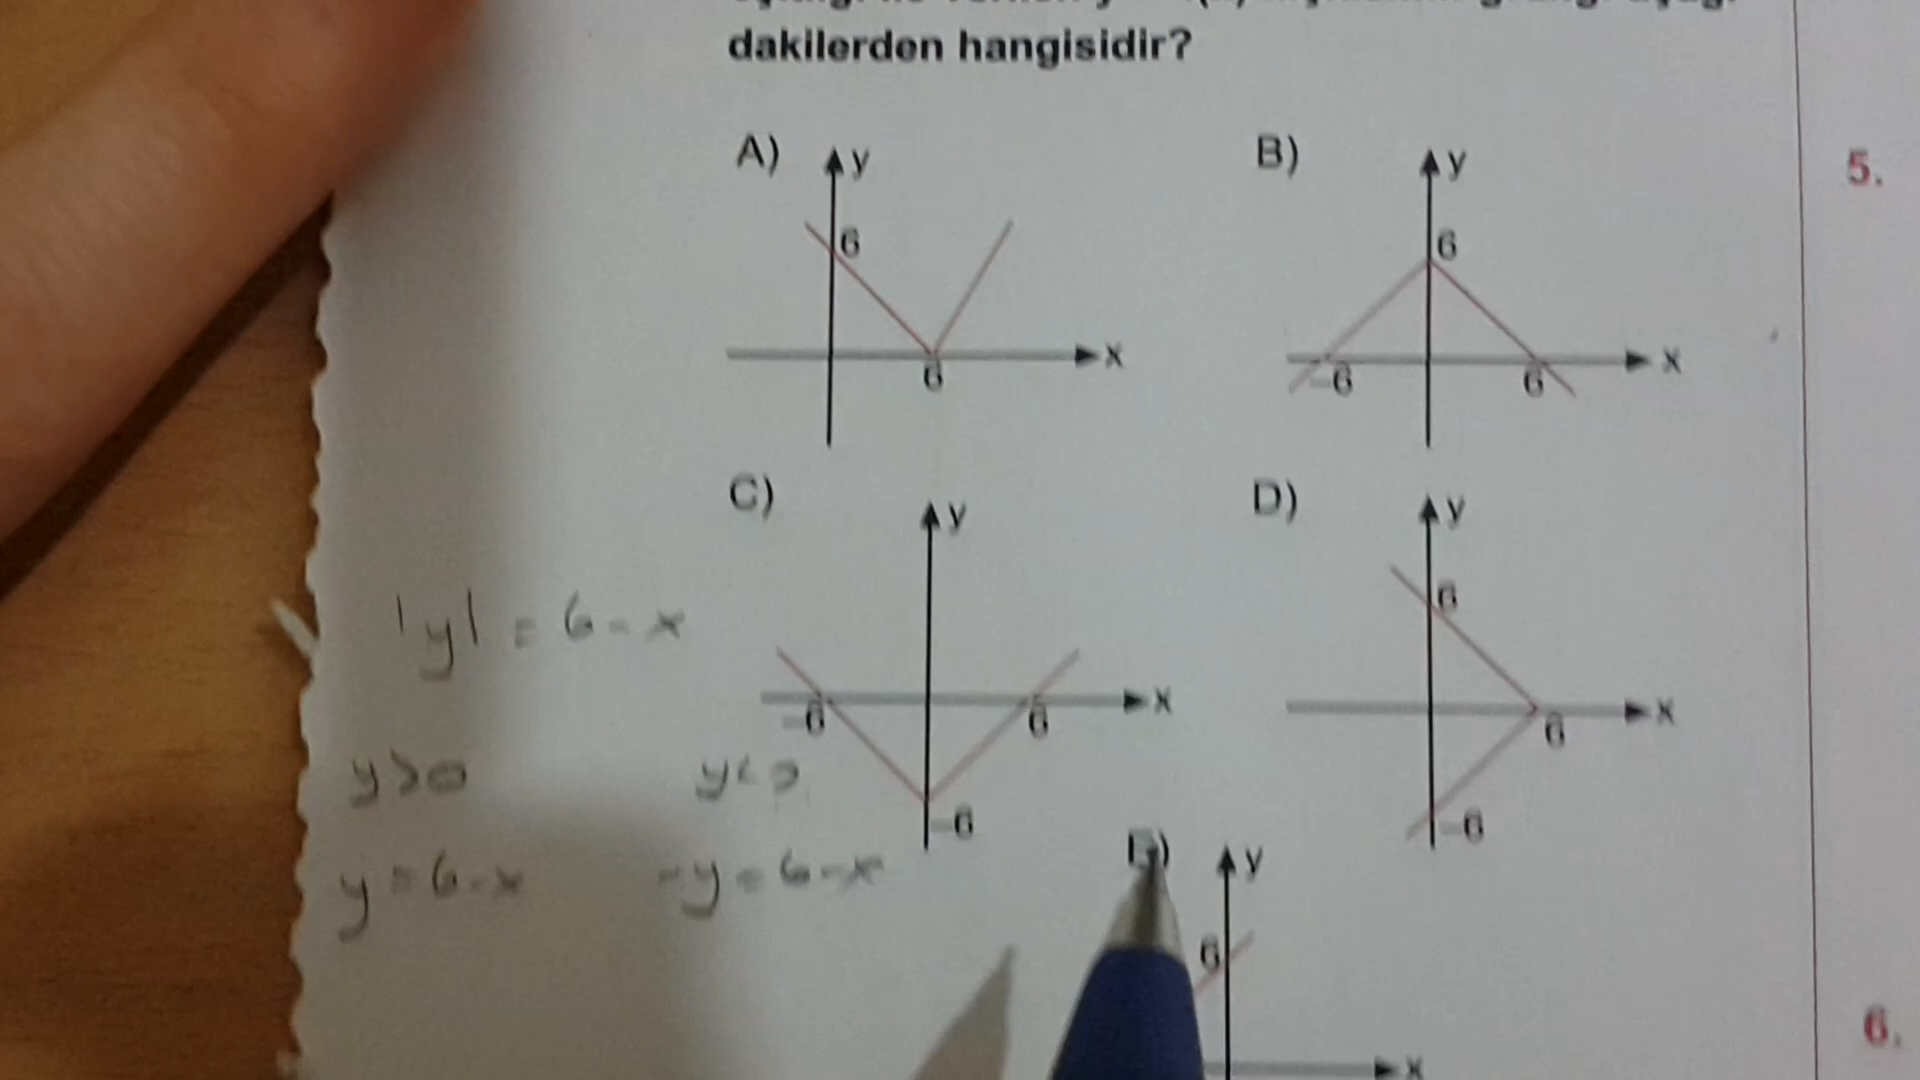 dakilerden hangisidir?
A)
y
6
6
x
B)
y
6
-6
6
x
5.
C)
y
-6
6
x
-6
D)
y
6
6
x
-6
|y| = 6-x
y>0
y<0
y=6-x
-y=6-x
E)
y
6
x
6.